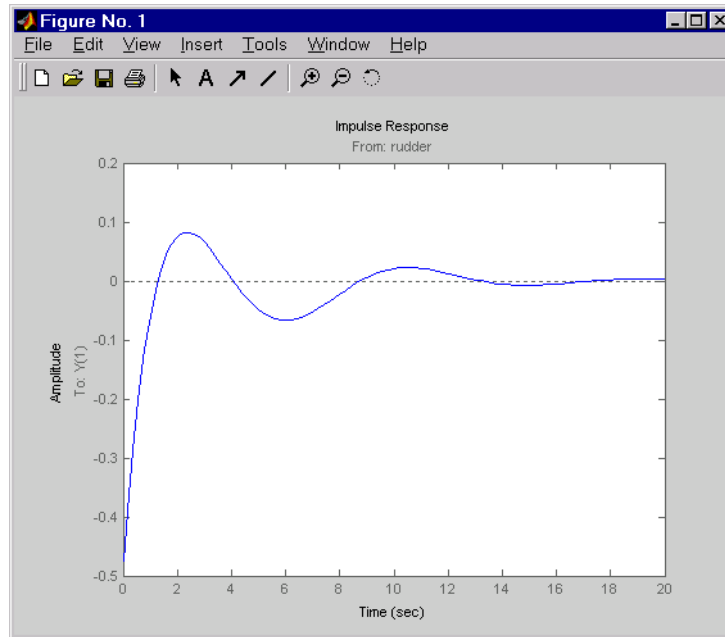 Figure No. 1
File Edit View Insert Tools Window Help
A
Impulse Response
From: rudder
0.2
0.1
0
-0.1
-0.2
-0.3
-0.4
-0.5
Amplitude
To: Y(1)
0 2 4 6 8 10 12 14 16 18 20
Time (sec)